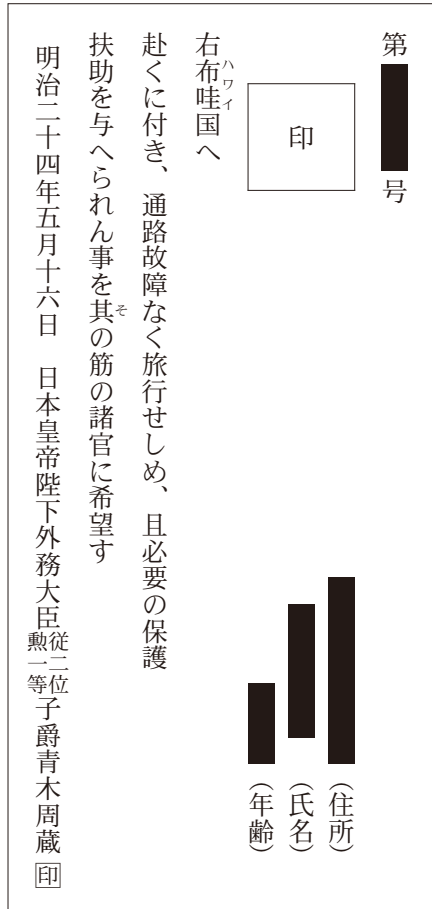 第 号
印
(住所)
(氏名)
(年齢)
右布哇国へ
ハワイ
赴くに付き、通路故障なく旅行せしめ、且必要の保護
扶助を与へられん事を其の筋の諸官に希望す
そ
明治二十四年五月十六日 日本皇帝陛下外務大臣従二位勲一等子爵青木周蔵印